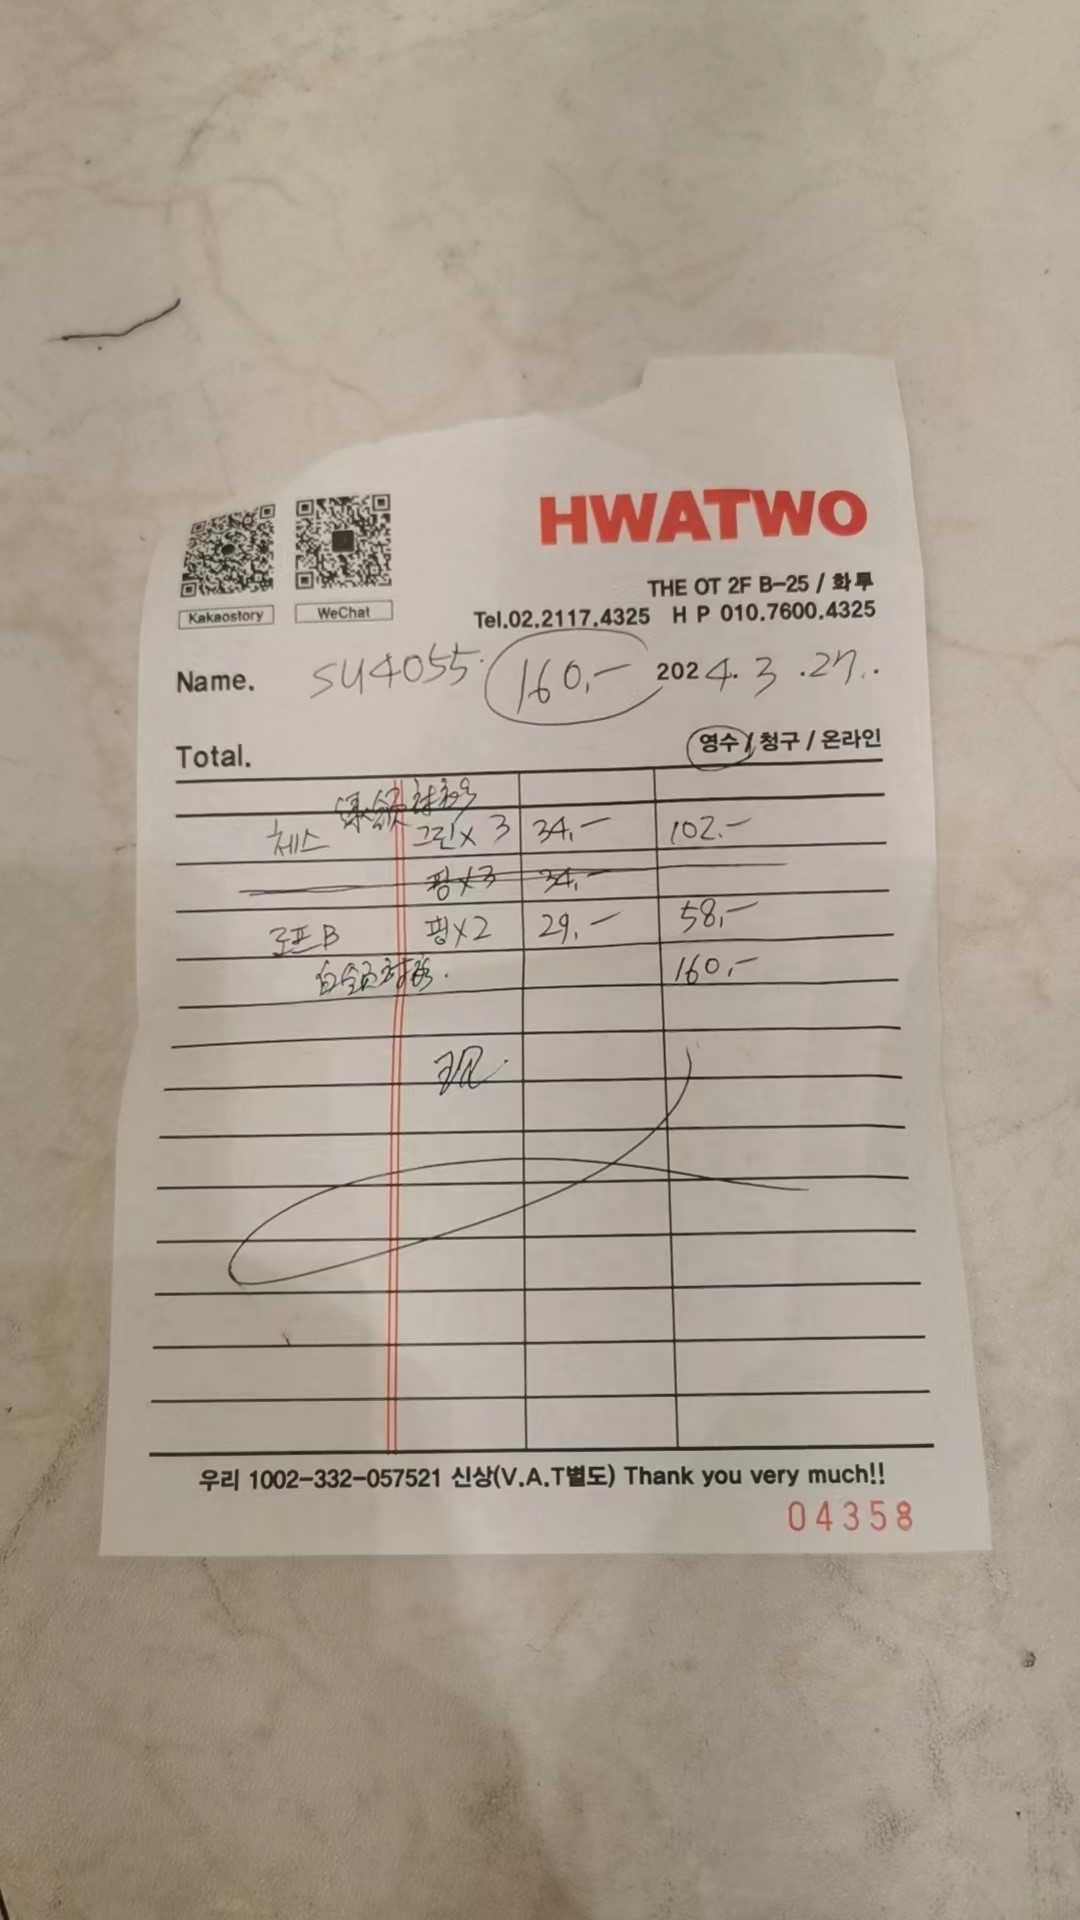 HWATWO
THE OT 2F B-25 / 화투
Kakaostory WeChat Tel.02.2117.4325 H P 010.7600.4325
Name. SU4055. 160,- 2024.3.27..
Total. 영수 / 청구 / 온라인
체스 그린 x 3 34,- 102.-
핑 x 3 34,-
로프B 핑 x 2 29,- 58,-
160,-
现
우리 1002-332-057521 신상(V.A.T별도) Thank you very much!!
04358